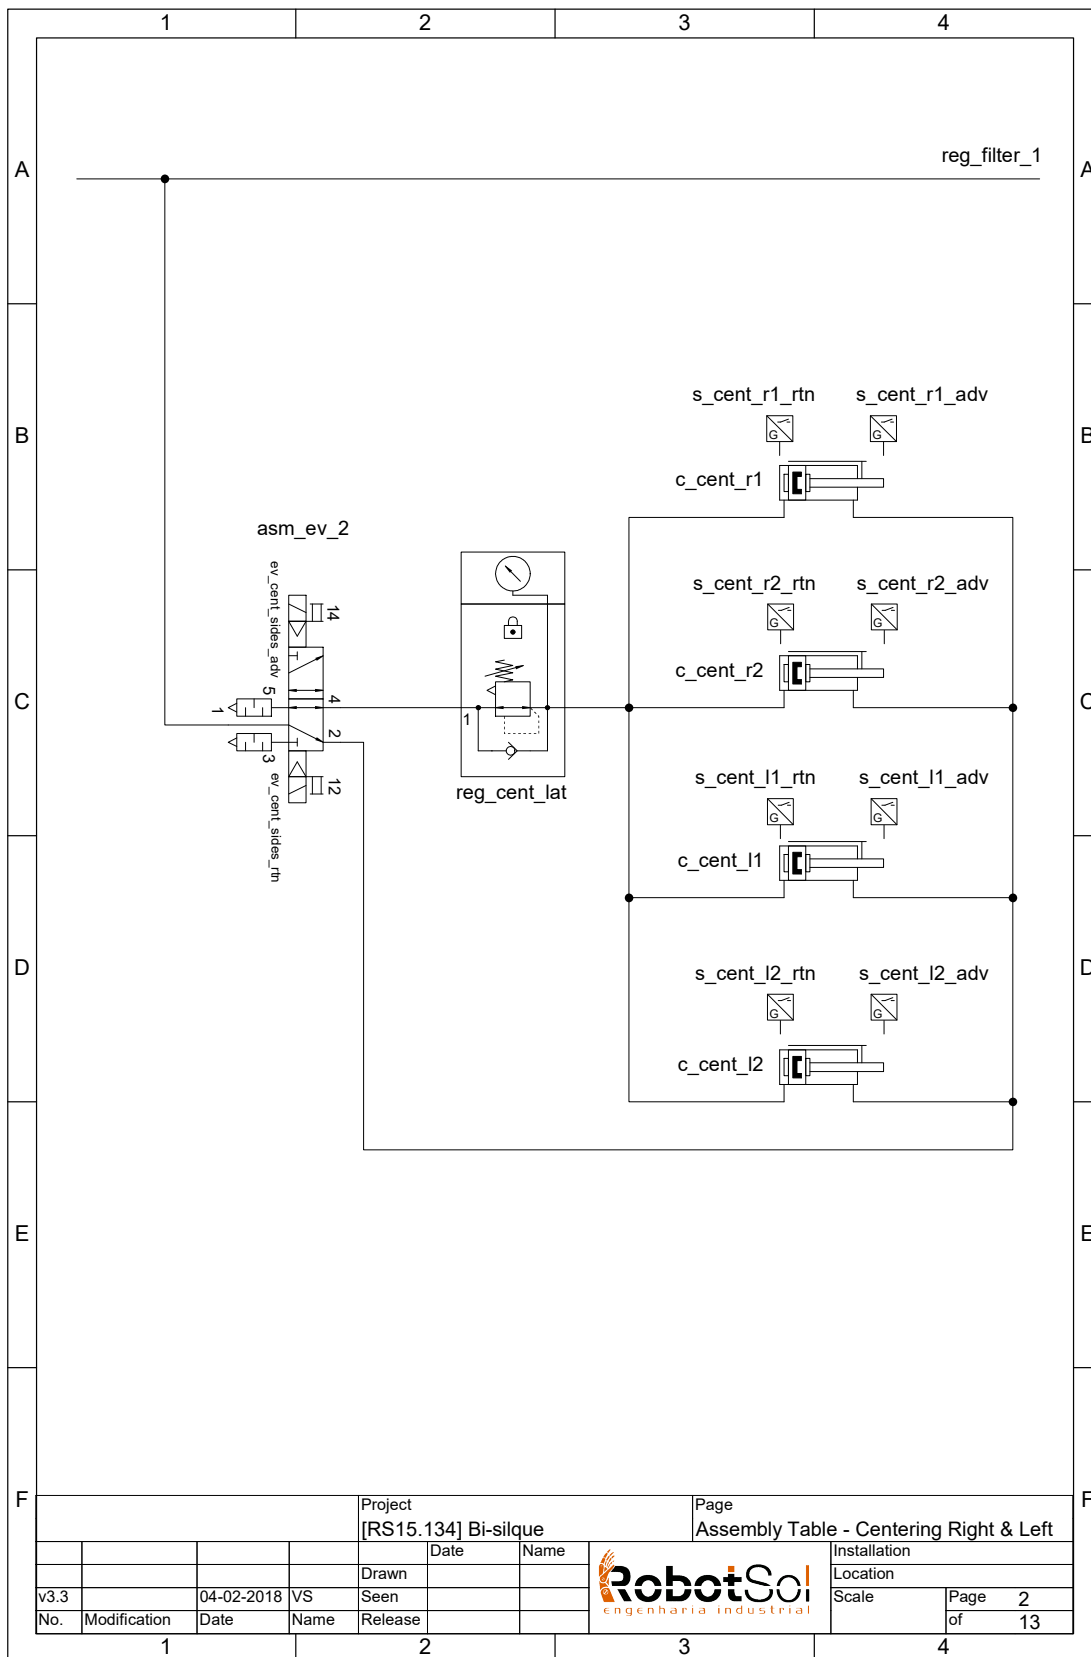 1 2 3 4
A A
reg_filter_1
B B
s_cent_r1_rtn s_cent_r1_adv
G G
c_cent_r1
asm_ev_2
s_cent_r2_rtn s_cent_r2_adv
G G
c_cent_r2
ev_cent_sides_adv
14
C C
5 4
1
1
2
3
12
ev_cent_sides_rtn
reg_cent_lat
s_cent_l1_rtn s_cent_l1_adv
G G
c_cent_l1
D D
s_cent_l2_rtn s_cent_l2_adv
G G
c_cent_l2
E E
F F
Project Page
[RS15.134] Bi-silque Assembly Table - Centering Right & Left
Date Name Installation
Drawn Location
v3.3 04-02-2018 VS Seen Scale Page 2
No. Modification Date Name Release of 13
RobotSol
engenharia industrial
1 2 3 4